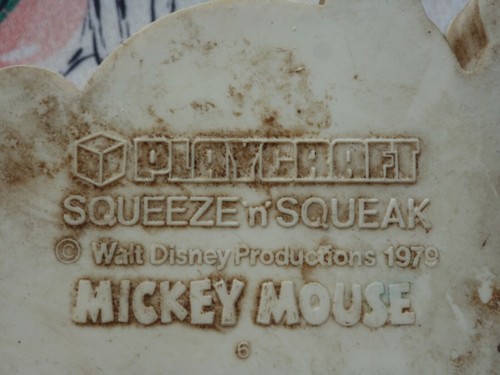 PLAYCRAFT
SQUEEZE 'n' SQUEAK
© Walt Disney Productions 1979
MICKEY MOUSE
6